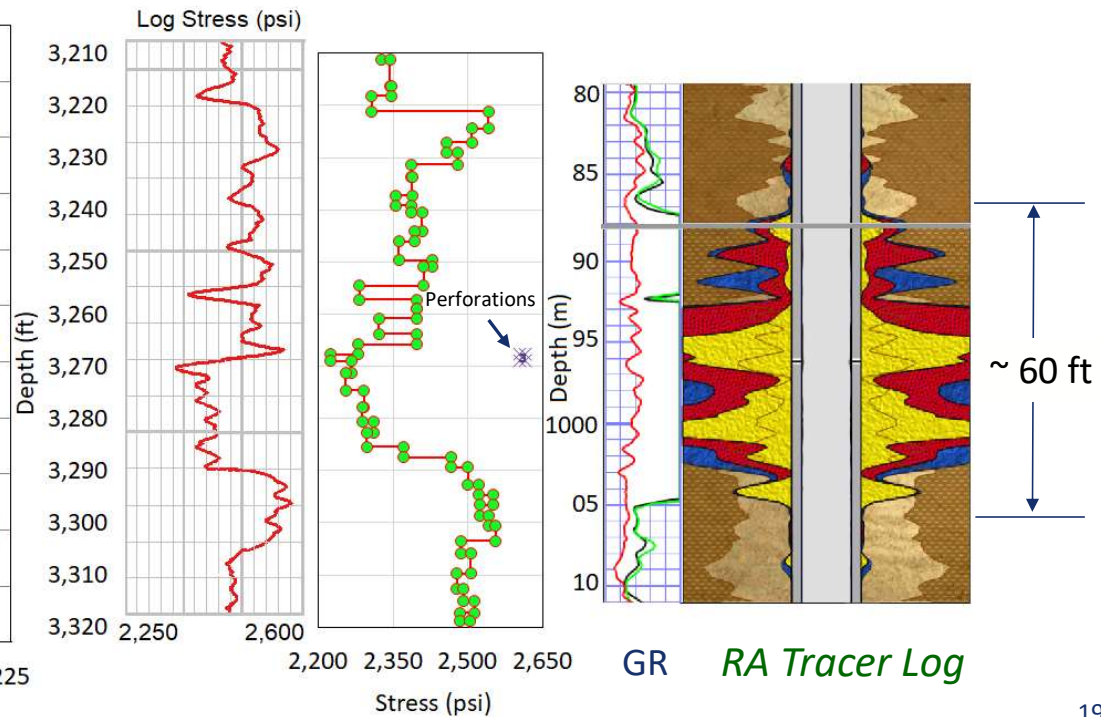 Log Stress (psi)
3,210
3,220
3,230
3,240
3,250
3,260
3,270
3,280
3,290
3,300
3,310
3,320
Depth (ft)
2,250 2,600
225
Perforations
3
2,200 2,350 2,500 2,650
Stress (psi)
80
85
90
95
1000
05
10
Depth (m)
GR RA Tracer Log
~ 60 ft
19